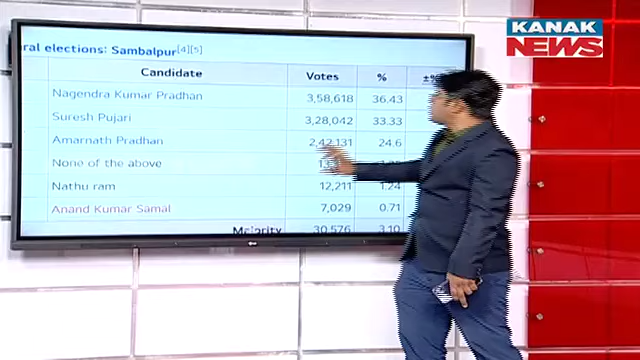 KANAK
NEWS
ral elections: Sambalpur[4][5]
Candidate Votes % ±%
Nagendra Kumar Pradhan 3,58,618 36.43
Suresh Pujari 3,28,042 33.33
Amarnath Pradhan 2,42,131 24.6
None of the above
Nathu ram 12,211 1.24
Anand Kumar Samal 7,029 0.71
Majority 30,576 3.10
LG